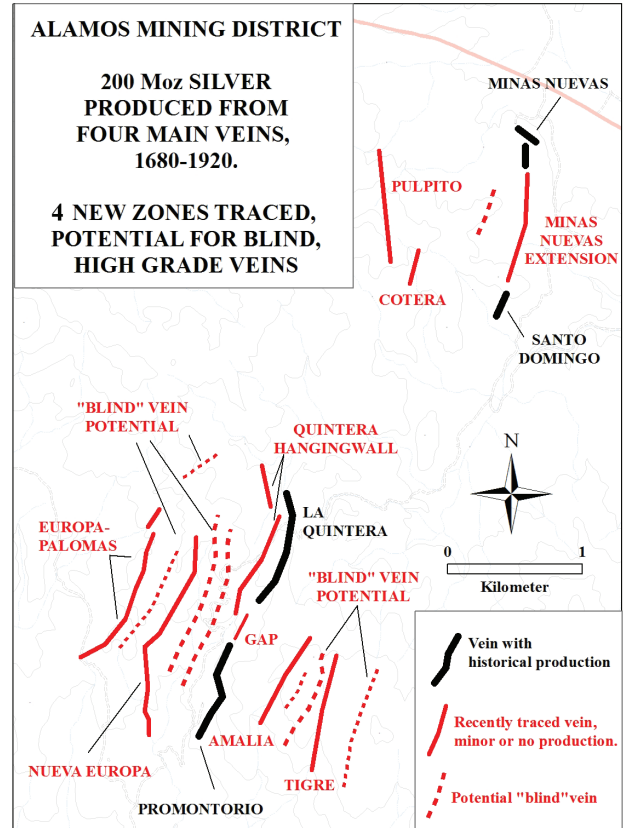 ALAMOS MINING DISTRICT
200 Moz SILVER
PRODUCED FROM
FOUR MAIN VEINS,
1680-1920.
4 NEW ZONES TRACED,
POTENTIAL FOR BLIND,
HIGH GRADE VEINS
MINAS NUEVAS
PULPITO
MINAS
NUEVAS
EXTENSION
COTERA
SANTO
DOMINGO
"BLIND" VEIN
POTENTIAL
QUINTERA
HANGINGWALL
N
EUROPA-
PALOMAS
LA
QUINTERA
0 1
Kilometer
"BLIND" VEIN
POTENTIAL
GAP
AMALIA
NUEVA EUROPA
TIGRE
PROMONTORIO
Vein with
historical production
Recently traced vein,
minor or no production.
Potential "blind"vein